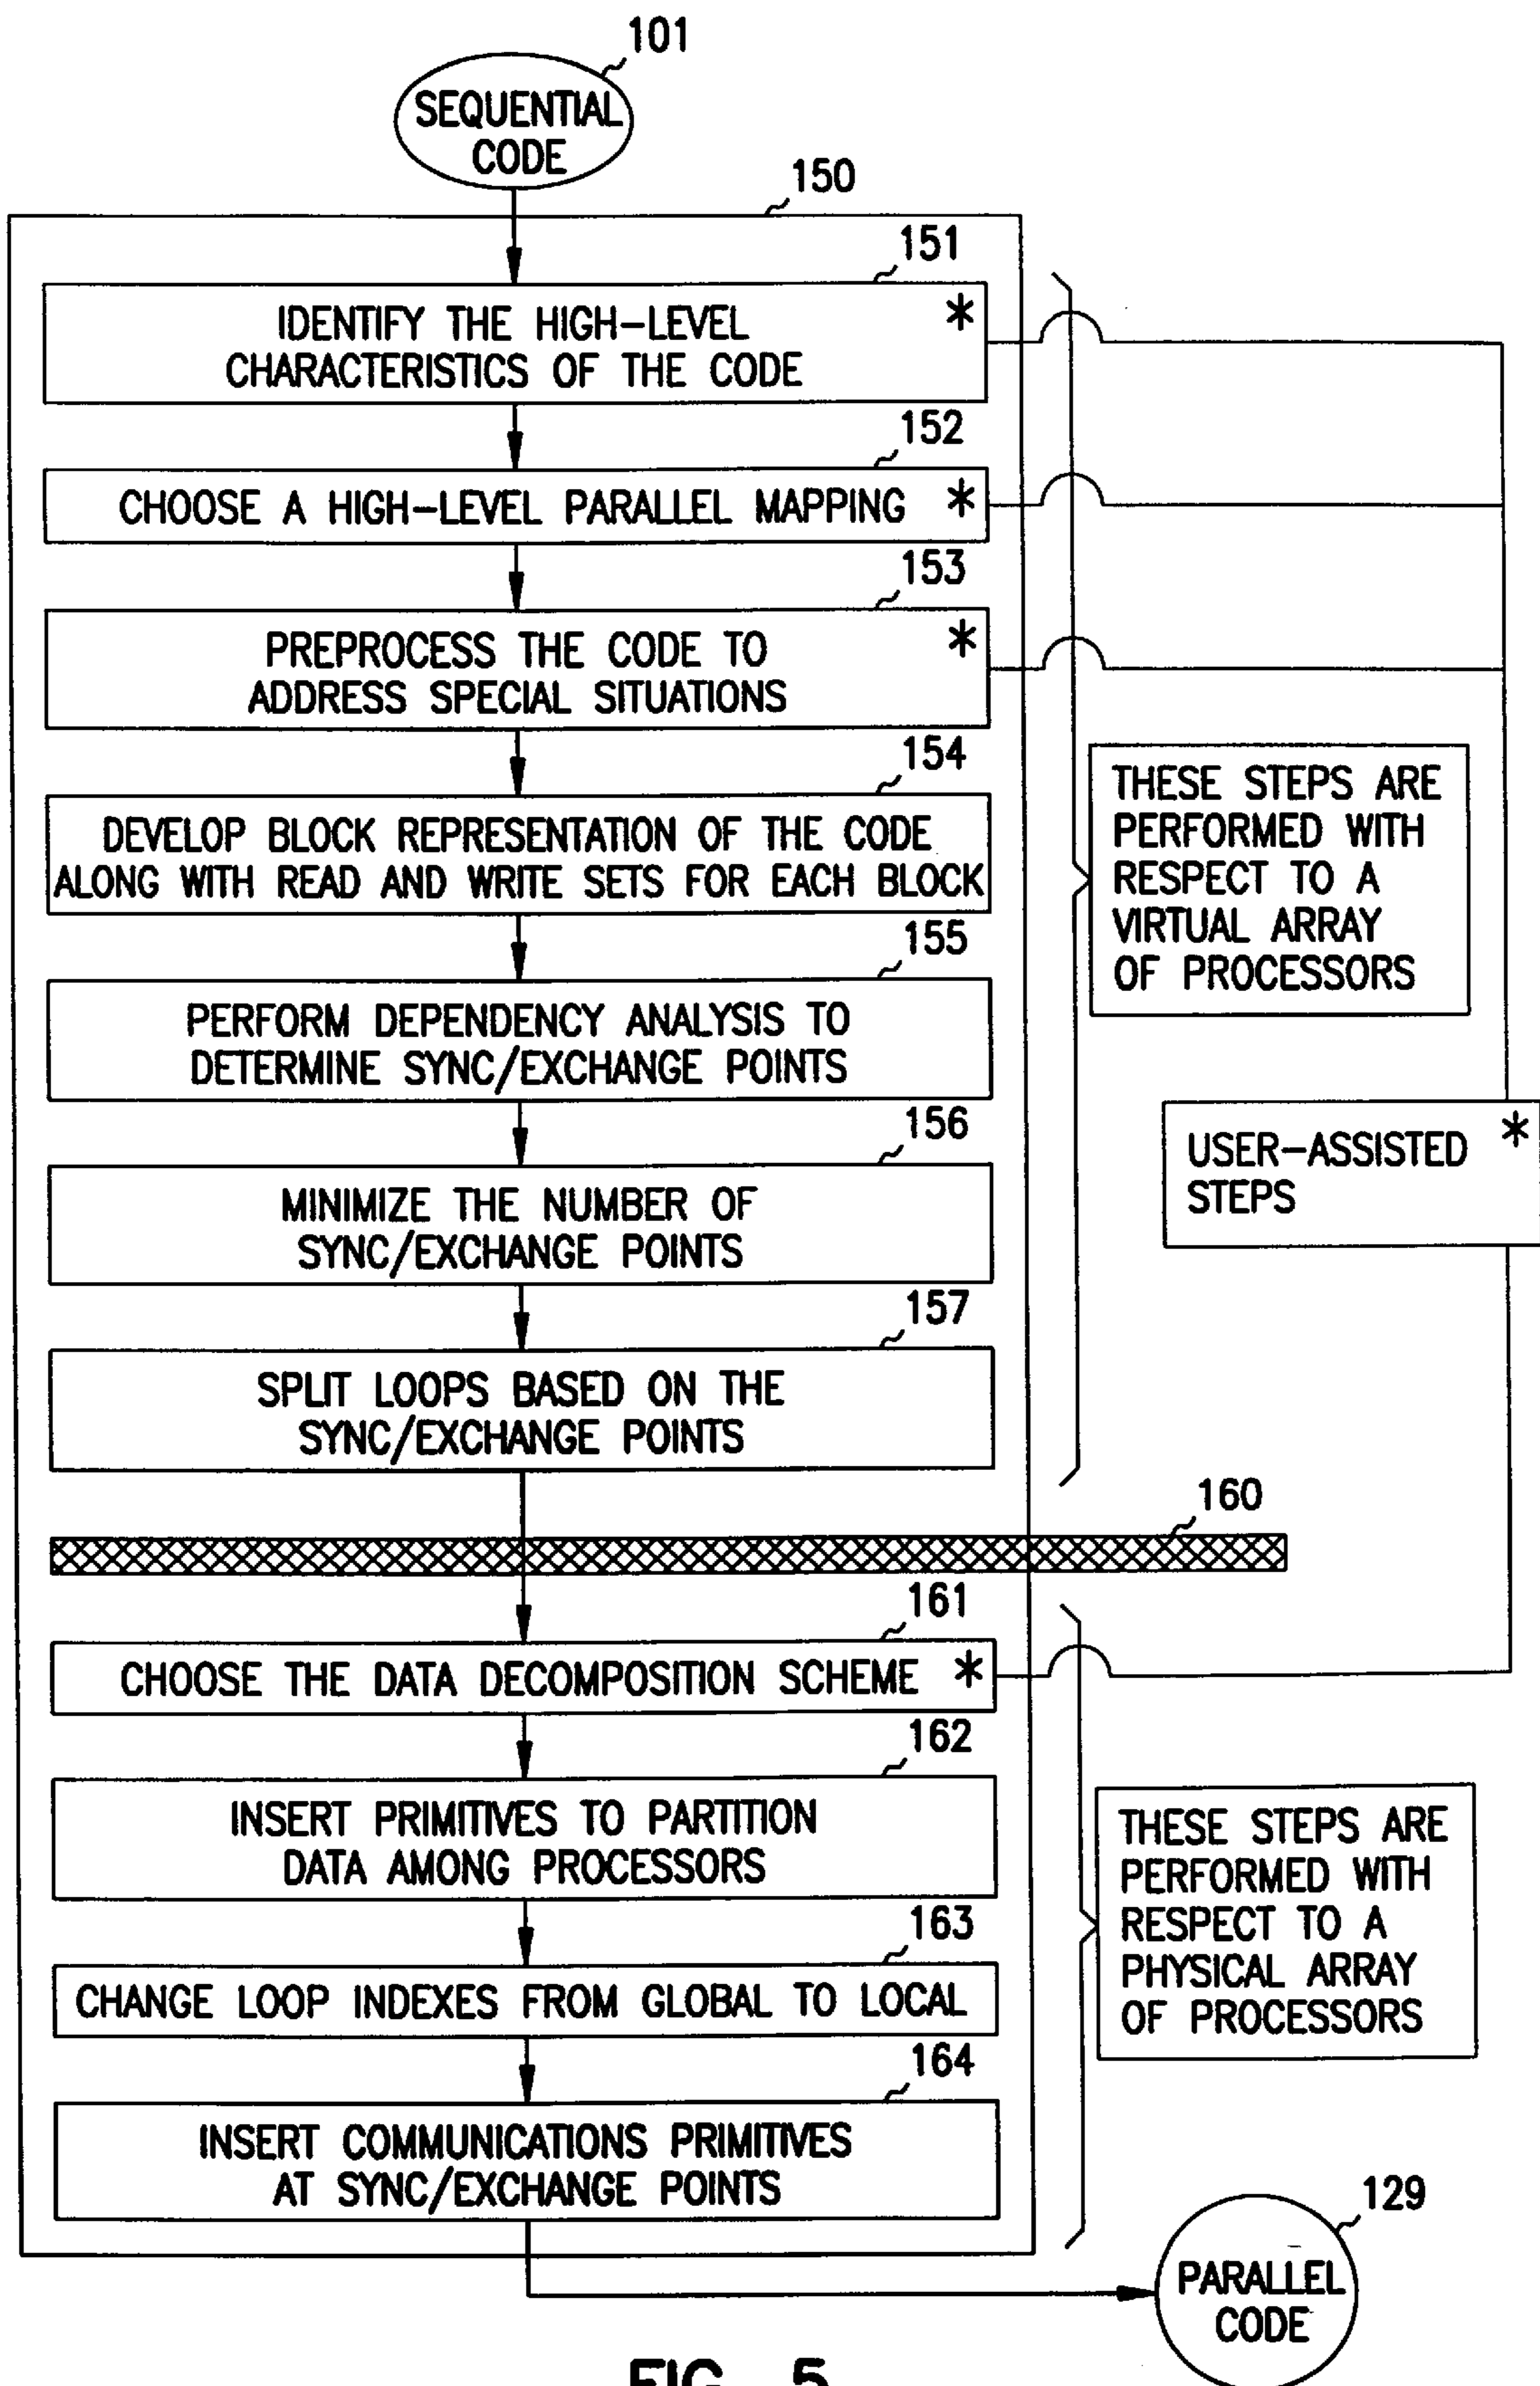 101
SEQUENTIAL
CODE
150
151
IDENTIFY THE HIGH-LEVEL *
CHARACTERISTICS OF THE CODE
152
CHOOSE A HIGH-LEVEL PARALLEL MAPPING *
153
PREPROCESS THE CODE TO *
ADDRESS SPECIAL SITUATIONS
154
DEVELOP BLOCK REPRESENTATION OF THE CODE
ALONG WITH READ AND WRITE SETS FOR EACH BLOCK
155
PERFORM DEPENDENCY ANALYSIS TO
DETERMINE SYNC/EXCHANGE POINTS
156
MINIMIZE THE NUMBER OF
SYNC/EXCHANGE POINTS
157
SPLIT LOOPS BASED ON THE
SYNC/EXCHANGE POINTS
THESE STEPS ARE
PERFORMED WITH
RESPECT TO A
VIRTUAL ARRAY
OF PROCESSORS
USER-ASSISTED *
STEPS
160
161
CHOOSE THE DATA DECOMPOSITION SCHEME *
162
INSERT PRIMITIVES TO PARTITION
DATA AMONG PROCESSORS
163
CHANGE LOOP INDEXES FROM GLOBAL TO LOCAL
164
INSERT COMMUNICATIONS PRIMITIVES
AT SYNC/EXCHANGE POINTS
THESE STEPS ARE
PERFORMED WITH
RESPECT TO A
PHYSICAL ARRAY
OF PROCESSORS
129
PARALLEL
CODE
FIG. 5